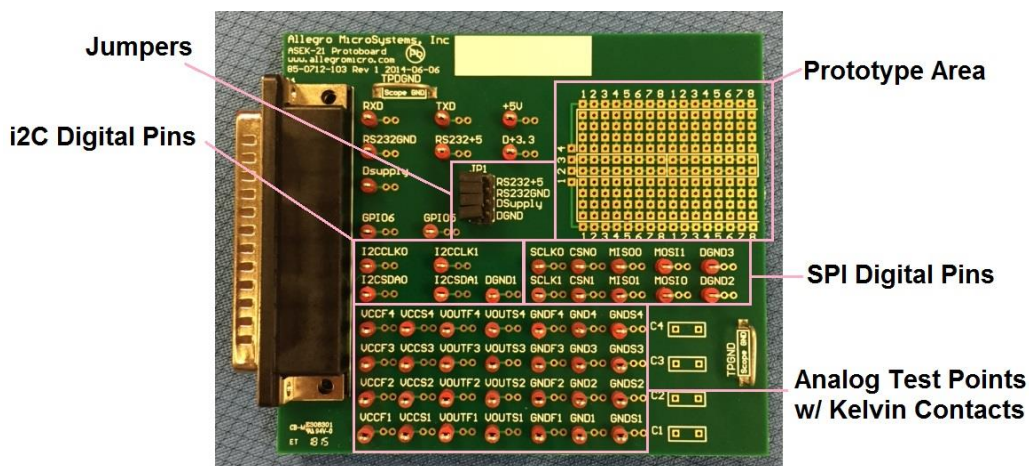 Jumpers
i2C Digital Pins
Prototype Area
SPI Digital Pins
Analog Test Points
w/ Kelvin Contacts
Allegro MicroSystems, Inc
ASEK-21 Protoboard
www.allegromicro.com
85-0712-103 Rev 1 2014-06-06
Pb
TPDGND
Scope GND
RXD TXD +5V
RS232GND RS232+5 D+3.3
Dsupply
JP1
RS232+5
RS232GND
DSupply
DGND
GPIO6 GPIO5
1 2 3 4 5 6 7 8 1 2 3 4 5 6 7 8
1 2 3 4
1 2 3 4 5 6 7 8 1 2 3 4 5 6 7 8
I2CCLK0 I2CCLK1
I2CSDA0 I2CSDA1 DGND1
SCLK0 CSN0 MISO0 MOSI1 DGND3
SCLK1 CSN1 MISO1 MOSI0 DGND2
VCCF4 VCCS4 VOUTF4 VOUTS4 GNDF4 GND4 GNDS4 C4
VCCF3 VCCS3 VOUTF3 VOUTS3 GNDF3 GND3 GNDS3 C3
VCCF2 VCCS2 VOUTF2 VOUTS2 GNDF2 GND2 GNDS2 C2
VCCF1 VCCS1 VOUTF1 VOUTS1 GNDF1 GND1 GNDS1 C1
TPGND
Scope GND
E308301
94V-0
ET 1815